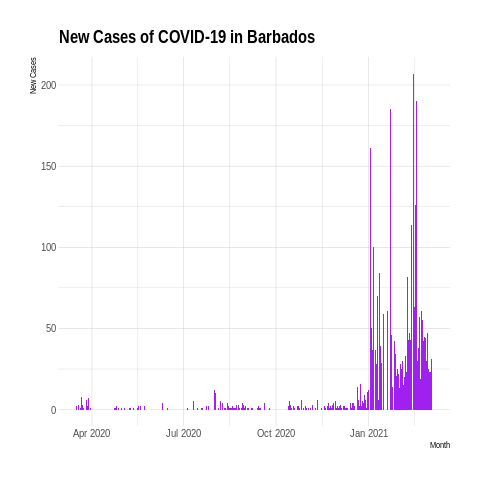 New Cases of COVID-19 in Barbados
New Cases
200
150
100
50
0
Apr 2020 Jul 2020 Oct 2020 Jan 2021
Month